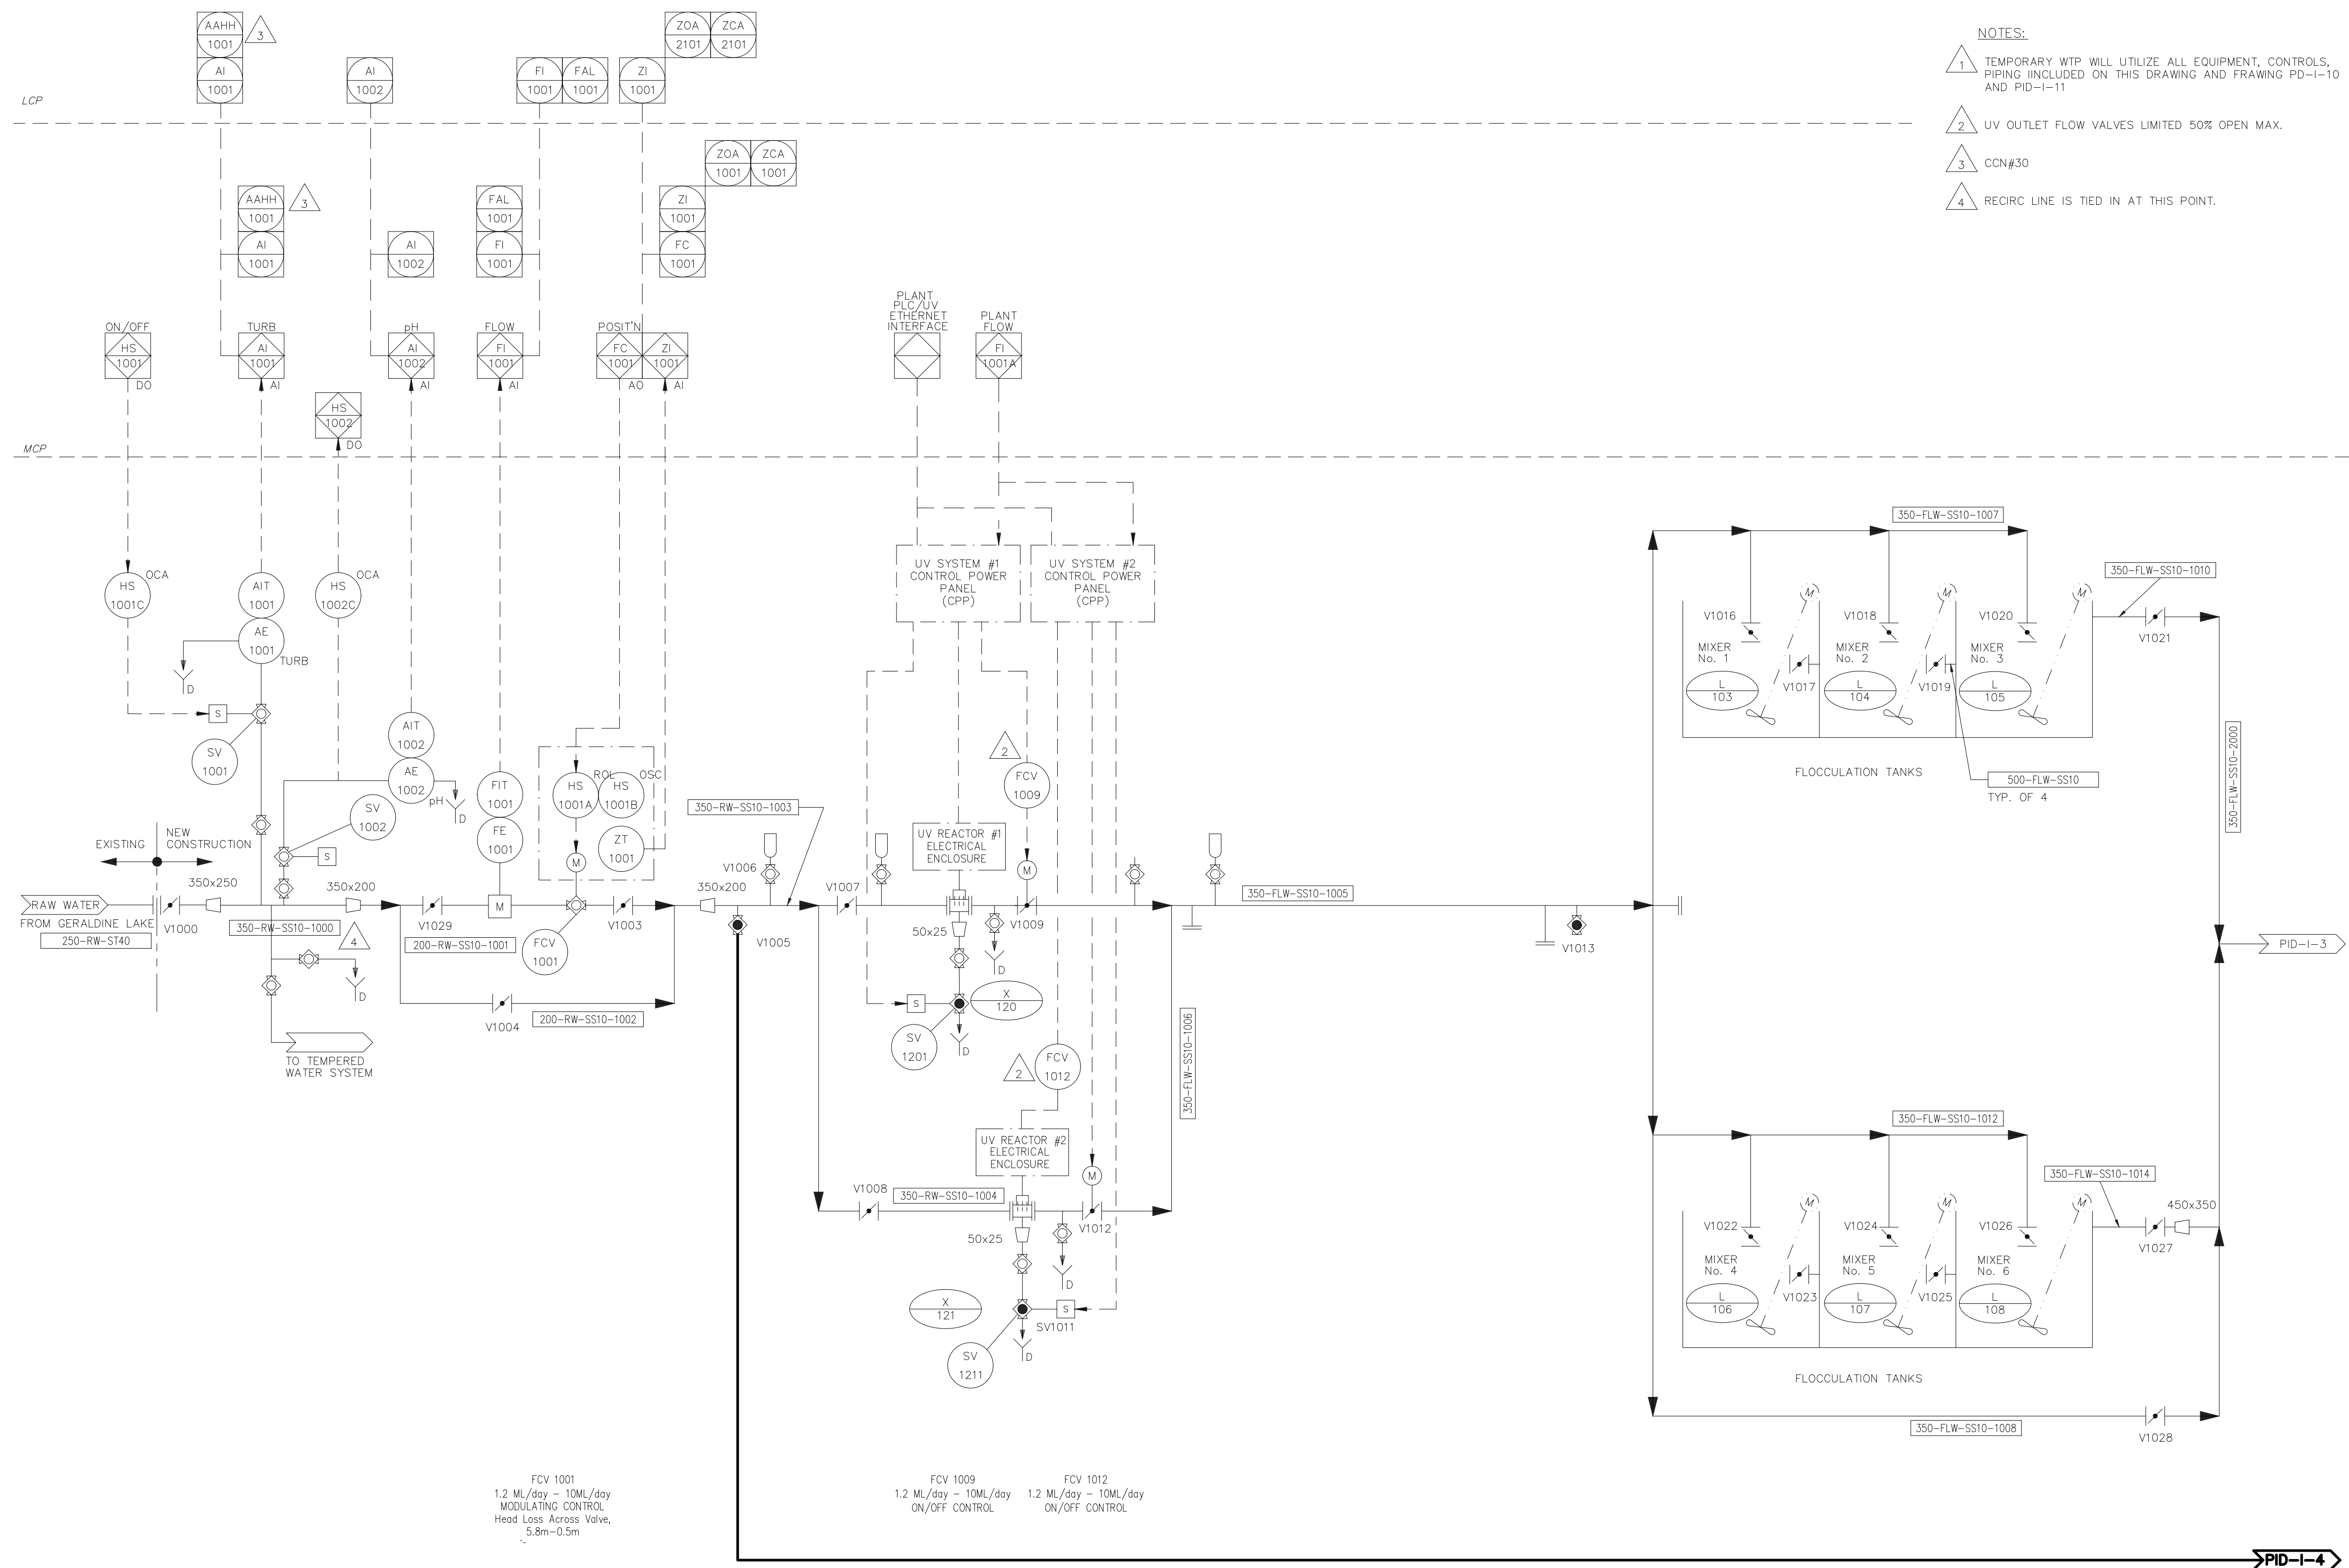 AAHH
1001
3
AI
1001
AI
1002
FI
1001
FAL
1001
ZI
1001
ZOA
2101
ZCA
2101
LCP
NOTES:
1 TEMPORARY WTP WILL UTILIZE ALL EQUIPMENT, CONTROLS,
PIPING IINCLUDED ON THIS DRAWING AND FRAWING PD-I-10
AND PID-I-11
2 UV OUTLET FLOW VALVES LIMITED 50% OPEN MAX.
3 CCN#30
4 RECIRC LINE IS TIED IN AT THIS POINT.
ZOA
1001
ZCA
1001
AAHH
1001
3
AI
1001
AI
1002
FAL
1001
FI
1001
ZI
1001
FC
1001
ON/OFF
HS
1001
DO
TURB
AI
1001
AI
pH
AI
1002
AI
FLOW
FI
1001
AI
POSIT'N
FC
1001
AO
ZI
1001
AI
PLANT
PLC/UV
ETHERNET
INTERFACE
PLANT
FLOW
FI
1001A
HS
1002
DO
MCP
HS
1001C
OCA
AIT
1001
AE
1001
TURB
D
S
SV
1001
HS
1002C
OCA
AIT
1002
AE
1002
pH
D
SV
1002
S
FIT
1001
FE
1001
M
HS
1001A
ROL
HS
1001B
OSC
ZT
1001
M
FCV
1001
UV SYSTEM #1
CONTROL POWER
PANEL
(CPP)
UV SYSTEM #2
CONTROL POWER
PANEL
(CPP)
2
FCV
1009
M
UV REACTOR #1
ELECTRICAL
ENCLOSURE
EXISTING
NEW
CONSTRUCTION
RAW WATER
FROM GERALDINE LAKE
250-RW-ST40
V1000
350x250
350-RW-SS10-1000
4
D
TO TEMPERED
WATER SYSTEM
350x200
V1029
200-RW-SS10-1001
V1003
V1004
200-RW-SS10-1002
350x200
350-RW-SS10-1003
V1005
V1006
V1007
50x25
D
V1009
S
X
120
SV
1201
D
2
FCV
1012
UV REACTOR #2
ELECTRICAL
ENCLOSURE
M
V1008
350-RW-SS10-1004
V1012
50x25
D
X
121
S
SV1011
SV
1211
D
350-FLW-SS10-1006
350-FLW-SS10-1005
V1013
350-FLW-SS10-1007
V1016
MIXER
No. 1
L
103
M
V1017
V1018
MIXER
No. 2
L
104
M
V1019
V1020
MIXER
No. 3
L
105
M
350-FLW-SS10-1010
V1021
FLOCCULATION TANKS
500-FLW-SS10
TYP. OF 4
350-FLW-SS10-2000
PID-I-3
350-FLW-SS10-1012
V1022
MIXER
No. 4
L
106
M
V1023
V1024
MIXER
No. 5
L
107
M
V1025
V1026
MIXER
No. 6
L
108
M
350-FLW-SS10-1014
450x350
V1027
FLOCCULATION TANKS
350-FLW-SS10-1008
V1028
FCV 1001
1.2 ML/day - 10ML/day
MODULATING CONTROL
Head Loss Across Valve,
5.8m-0.5m
FCV 1009
1.2 ML/day - 10ML/day
ON/OFF CONTROL
FCV 1012
1.2 ML/day - 10ML/day
ON/OFF CONTROL
PID-I-4